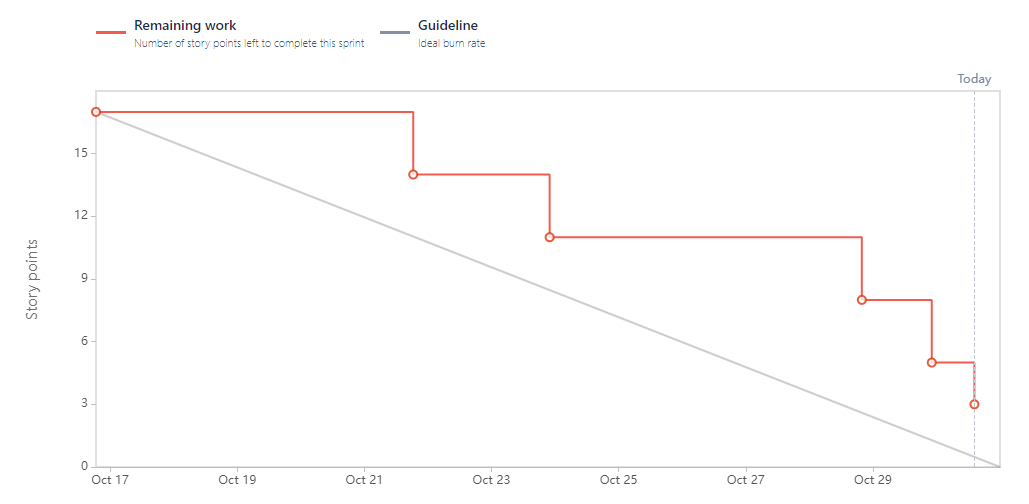 Remaining work
Number of story points left to complete this sprint
Guideline
Ideal burn rate
Today
15
12
9
6
3
0
Story points
Oct 17
Oct 19
Oct 21
Oct 23
Oct 25
Oct 27
Oct 29